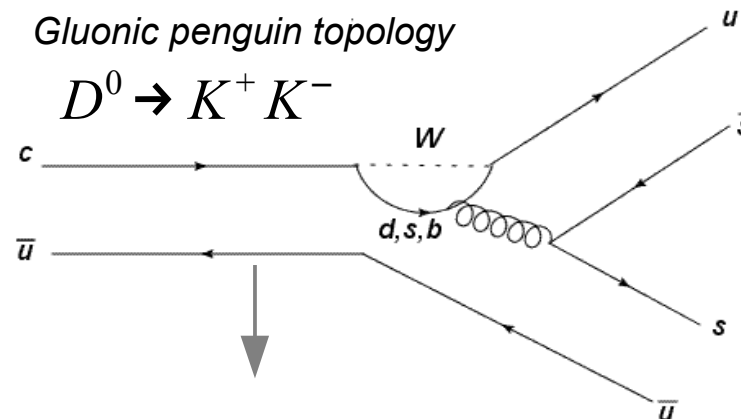 Gluonic penguin topology
D⁰ → K⁺ K⁻
u
W
c
d,s,b
u̅
s
u̅